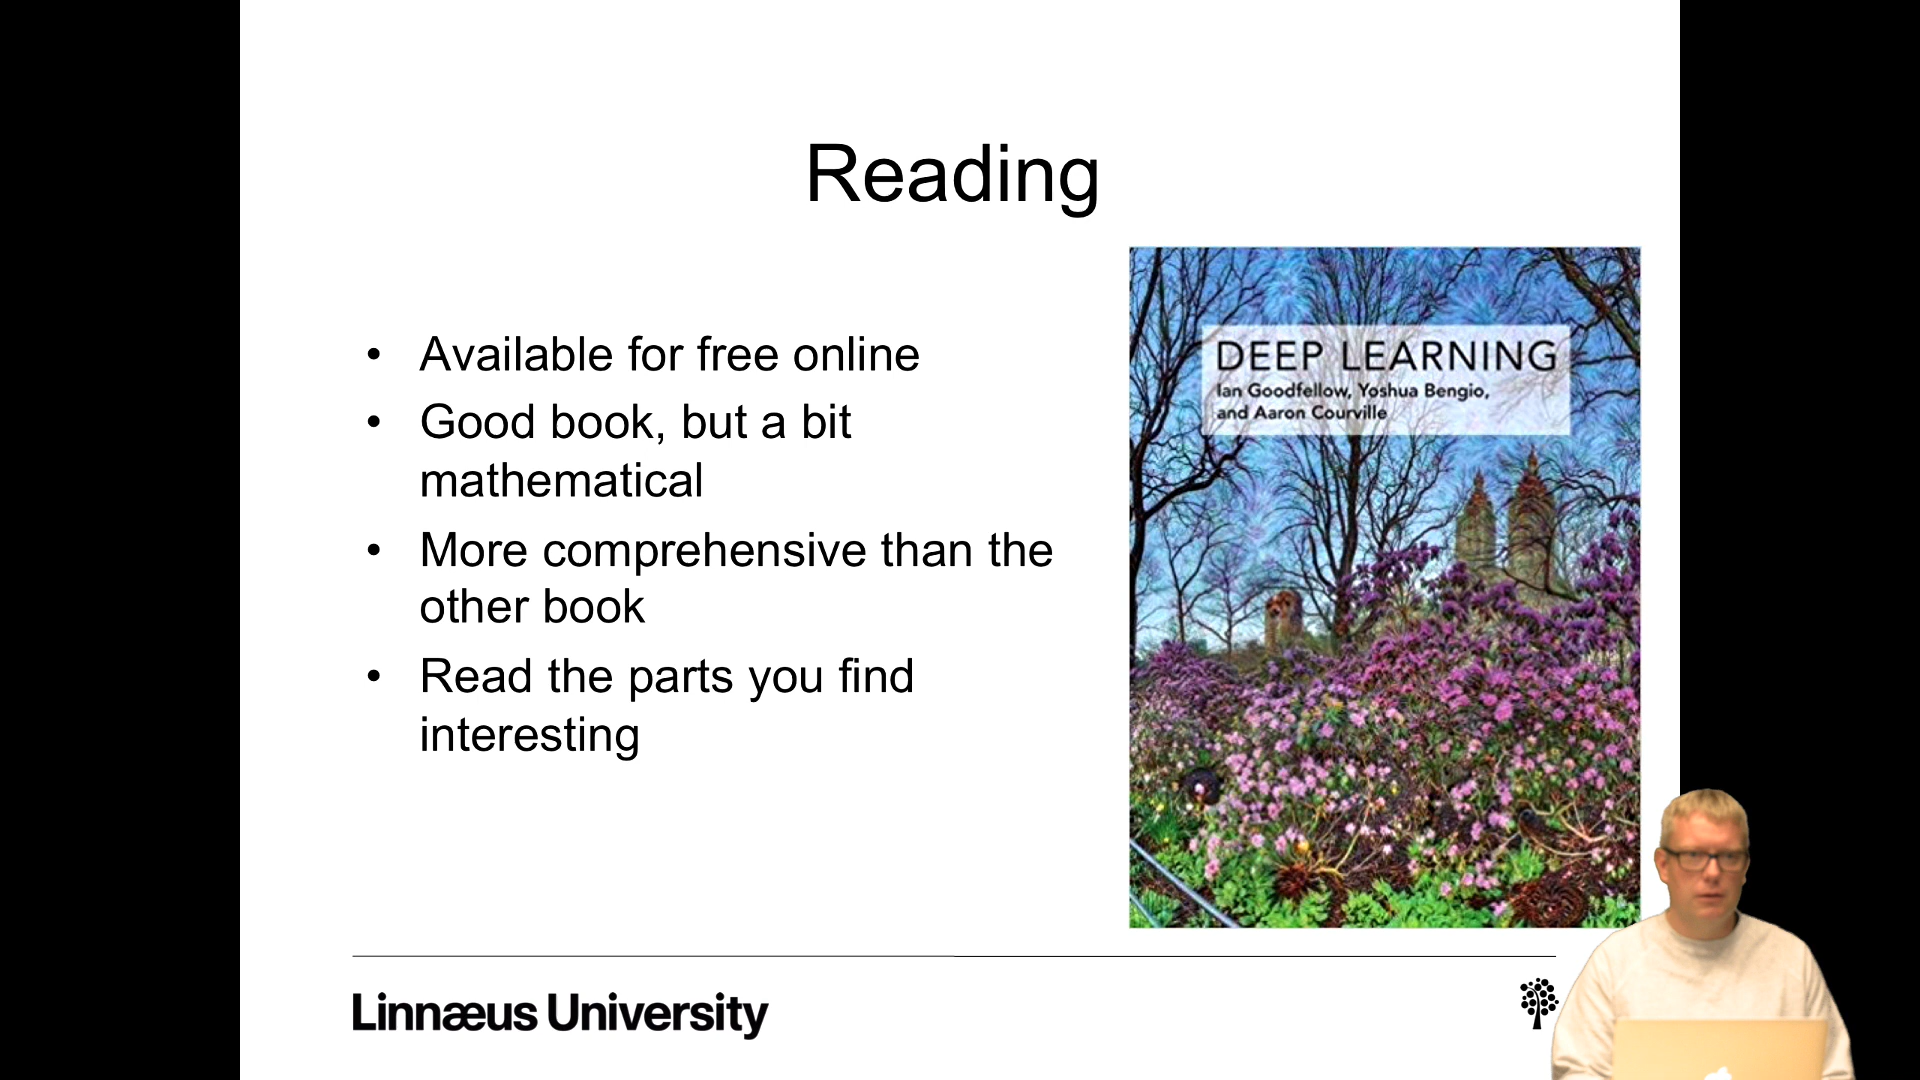 Reading
• Available for free online
• Good book, but a bit
mathematical
• More comprehensive than the
other book
• Read the parts you find
interesting
DEEP LEARNING
Ian Goodfellow, Yoshua Bengio,
and Aaron Courville
Linnæus University